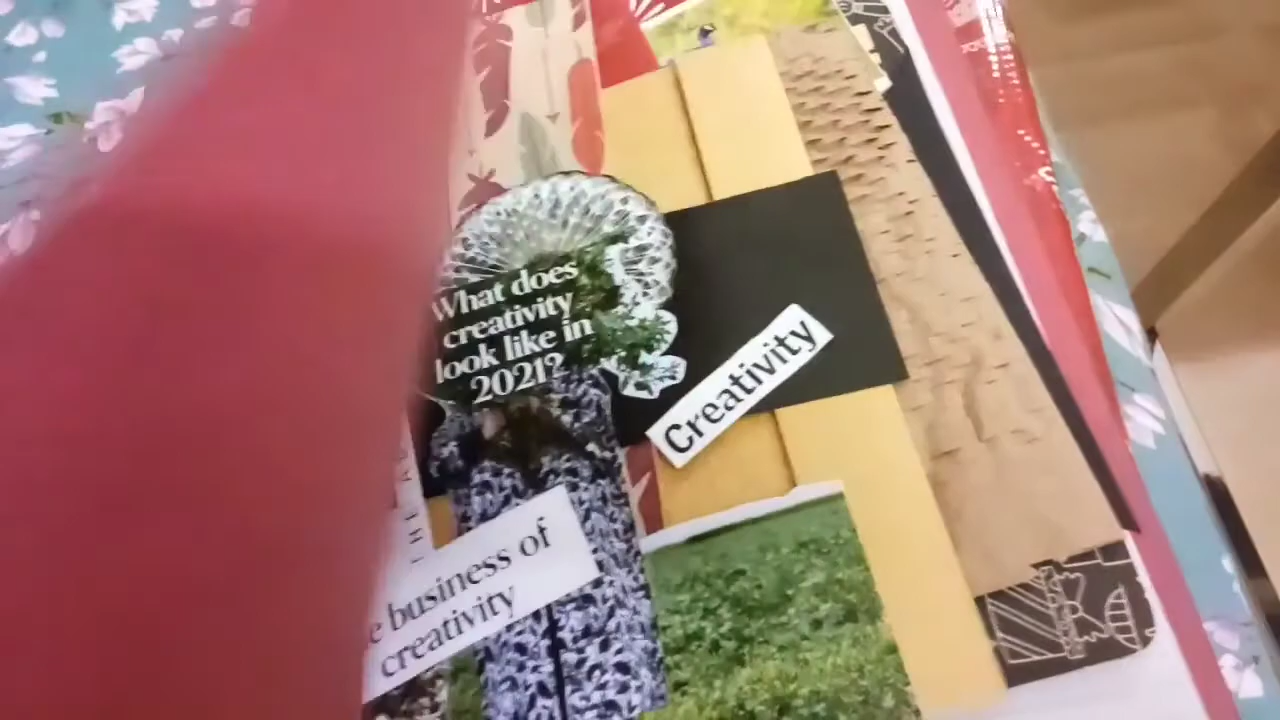 What does
creativity
look like in
2021?
Creativity
business of
creativity